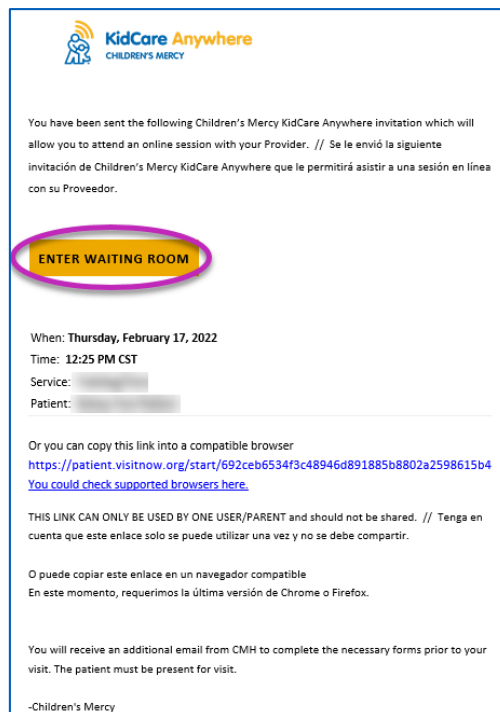 KidCare Anywhere
CHILDREN'S MERCY
You have been sent the following Children's Mercy KidCare Anywhere invitation which will
allow you to attend an online session with your Provider. // Se le envió la siguiente
invitación de Children's Mercy KidCare Anywhere que le permitirá asistir a una sesión en línea
con su Proveedor.
ENTER WAITING ROOM
When: Thursday, February 17, 2022
Time: 12:25 PM CST
Service:
Patient:
Or you can copy this link into a compatible browser
https://patient.visitnow.org/start/692ceb6534f3c48946d891885b8802a2598615b4
You could check supported browsers here.
THIS LINK CAN ONLY BE USED BY ONE USER/PARENT and should not be shared. // Tenga en
cuenta que este enlace solo se puede utilizar una vez y no se debe compartir.
O puede copiar este enlace en un navegador compatible
En este momento, requerimos la última versión de Chrome o Firefox.
You will receive an additional email from CMH to complete the necessary forms prior to your
visit. The patient must be present for visit.
-Children's Mercy